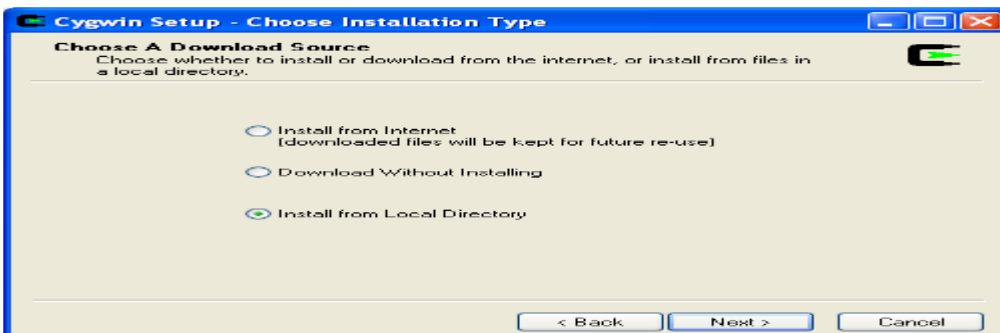 Cygwin Setup - Choose Installation Type
Choose A Download Source
Choose whether to install or download from the internet, or install from files in
a local directory.
Install from Internet
(downloaded files will be kept for future re-use)
Download Without Installing
Install from Local Directory
< Back
Next >
Cancel